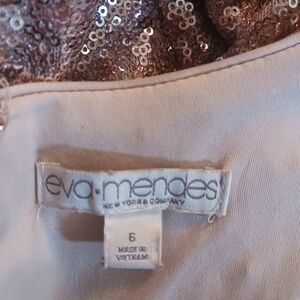 eva·mendes
NEW YORK & COMPANY
6
MADE IN
VIETNAM